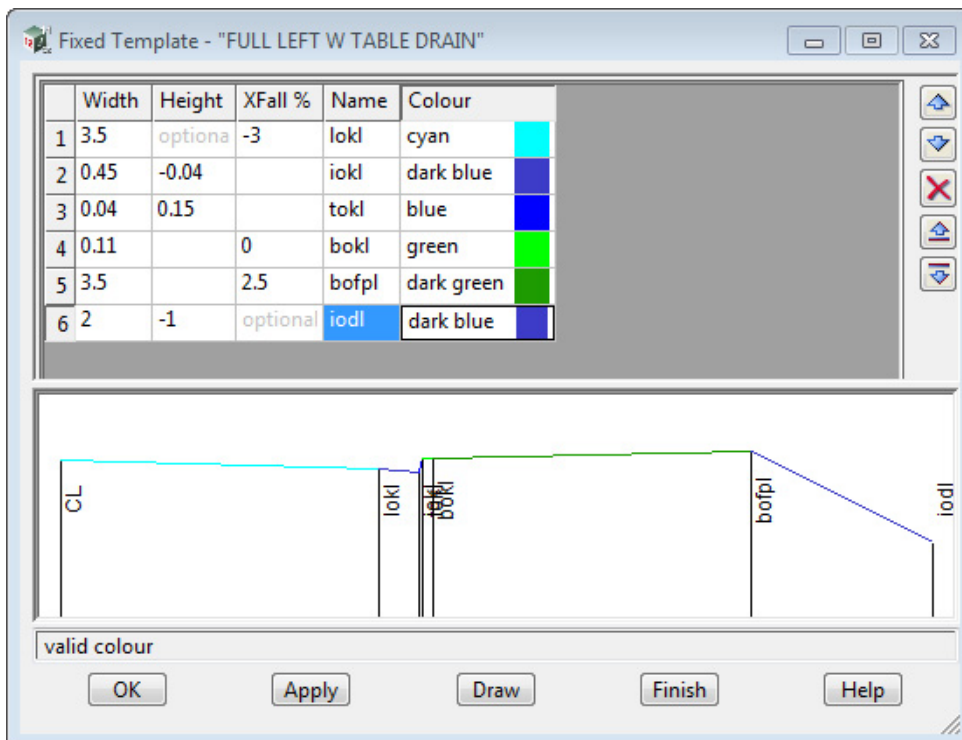 Fixed Template - "FULL LEFT W TABLE DRAIN"
Width Height XFall % Name Colour
1 3.5 optiona -3 lokl cyan
2 0.45 -0.04 iokl dark blue
3 0.04 0.15 tokl blue
4 0.11 0 bokl green
5 3.5 2.5 bofpl dark green
6 2 -1 optional iodl dark blue
CL
lokl
bokl
bofpl
iodl
valid colour
OK Apply Draw Finish Help